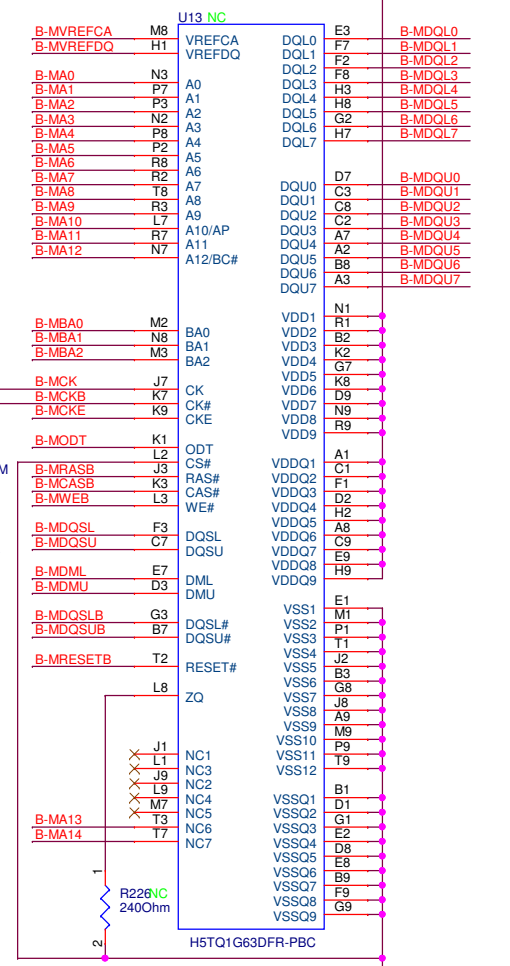 U13 NC
B-MVREFCA M8 VREFCA DQL0 E3 B-MDQL0
B-MVREFDQ H1 VREFDQ DQL1 F7 B-MDQL1
DQL2 F2 B-MDQL2
B-MA0 N3 A0 DQL3 F8 B-MDQL3
B-MA1 P7 A1 DQL4 H3 B-MDQL4
B-MA2 P3 A2 DQL5 H8 B-MDQL5
B-MA3 N2 A3 DQL6 G2 B-MDQL6
B-MA4 P8 A4 DQL7 H7 B-MDQL7
B-MA5 P2 A5
B-MA6 R8 A6
B-MA7 R2 A7 DQU0 D7 B-MDQU0
B-MA8 T8 A8 DQU1 C3 B-MDQU1
B-MA9 R3 A9 DQU2 C8 B-MDQU2
B-MA10 L7 A10/AP DQU3 C2 B-MDQU3
B-MA11 R7 A11 DQU4 A7 B-MDQU4
B-MA12 N7 A12/BC# DQU5 A2 B-MDQU5
DQU6 B8 B-MDQU6
DQU7 A3 B-MDQU7
VDD1 N1
B-MBA0 M2 BA0 VDD2 R1
B-MBA1 N8 BA1 VDD3 B2
B-MBA2 M3 BA2 VDD4 K2
VDD5 G7
B-MCK J7 CK VDD6 K8
B-MCKB K7 CK# VDD7 D9
B-MCKE K9 CKE VDD8 N9
VDD9 R9
B-MODT K1 ODT
L2 CS# VDDQ1 A1
M
B-MRASB J3 RAS# VDDQ2 C1
B-MCASB K3 CAS# VDDQ3 F1
B-MWEB L3 WE# VDDQ4 D2
VDDQ5 H2
B-MDQSL F3 DQSL VDDQ6 A8
B-MDQSU C7 DQSU VDDQ7 C9
VDDQ8 E9
B-MDML E7 DML VDDQ9 H9
B-MDMU D3 DMU
VSS1 E1
B-MDQSLB G3 DQSL# VSS2 M1
B-MDQSUB B7 DQSU# VSS3 P1
VSS4 T1
B-MRESETB T2 RESET# VSS5 J2
VSS6 B3
L8 ZQ VSS7 G8
VSS8 J8
VSS9 A9
VSS10 M9
J1 NC1 VSS11 P9
L1 NC3 VSS12 T9
J9 NC2
L9 NC4 VSSQ1 B1
M7 NC5 VSSQ2 D1
B-MA13 T3 NC6 VSSQ3 G1
B-MA14 T7 NC7 VSSQ4 E2
VSSQ5 D8
VSSQ6 E8
1 VSSQ7 B9
R226 NC VSSQ8 F9
240Ohm VSSQ9 G9
2 H5TQ1G63DFR-PBC